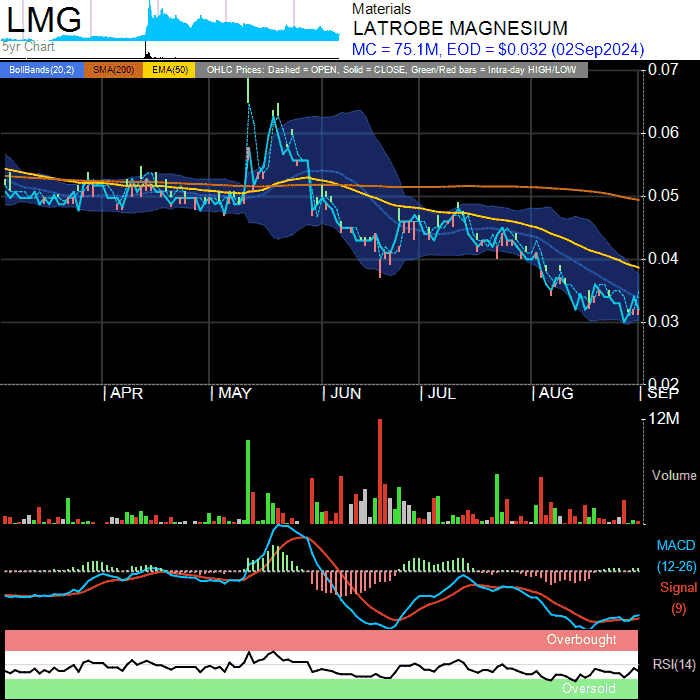 LMG
5yr Chart
Materials
LATROBE MAGNESIUM
MC = 75.1M, EOD = $0.032 (02Sep2024)
BollBands(20,2) SMA(200) EMA(50) OHLC Prices: Dashed = OPEN, Solid = CLOSE, Green/Red bars = Intra-day HIGH/LOW
0.07
0.06
0.05
0.04
0.03
0.02
APR MAY JUN JUL AUG SEP
12M
Volume
MACD
(12-26)
Signal
(9)
Overbought
RSI(14)
Oversold